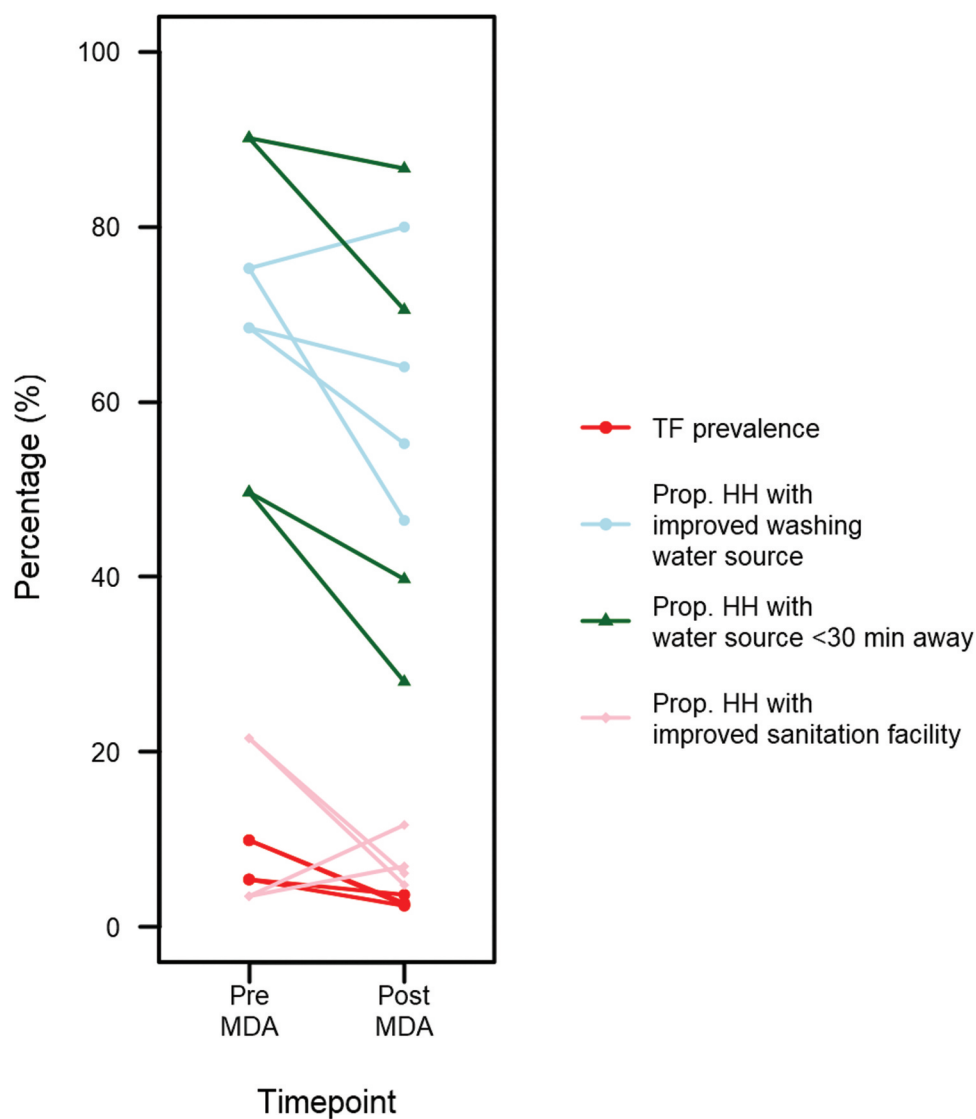 Percentage (%)
100
80
60
40
20
0
Pre
MDA
Post
MDA
Timepoint
TF prevalence
Prop. HH with
improved washing
water source
Prop. HH with
water source <30 min away
Prop. HH with
improved sanitation facility